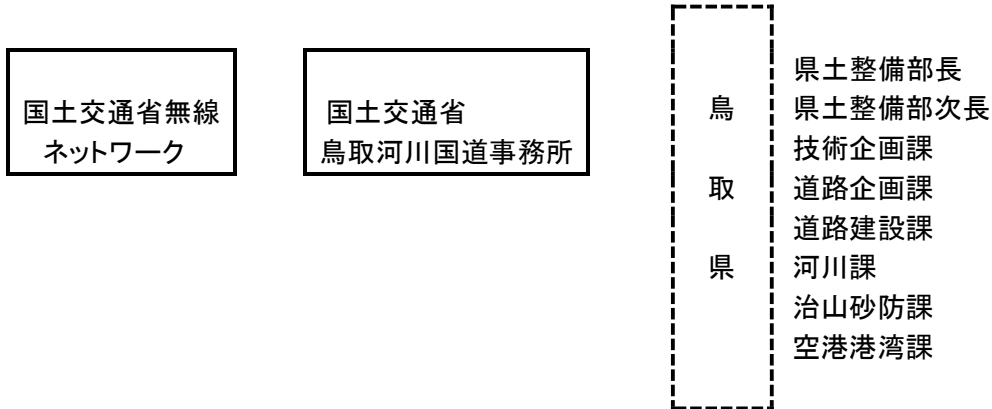 国土交通省無線
ネットワーク
国土交通省
鳥取河川国道事務所
鳥
取
県
県土整備部長
県土整備部次長
技術企画課
道路企画課
道路建設課
河川課
治山砂防課
空港港湾課